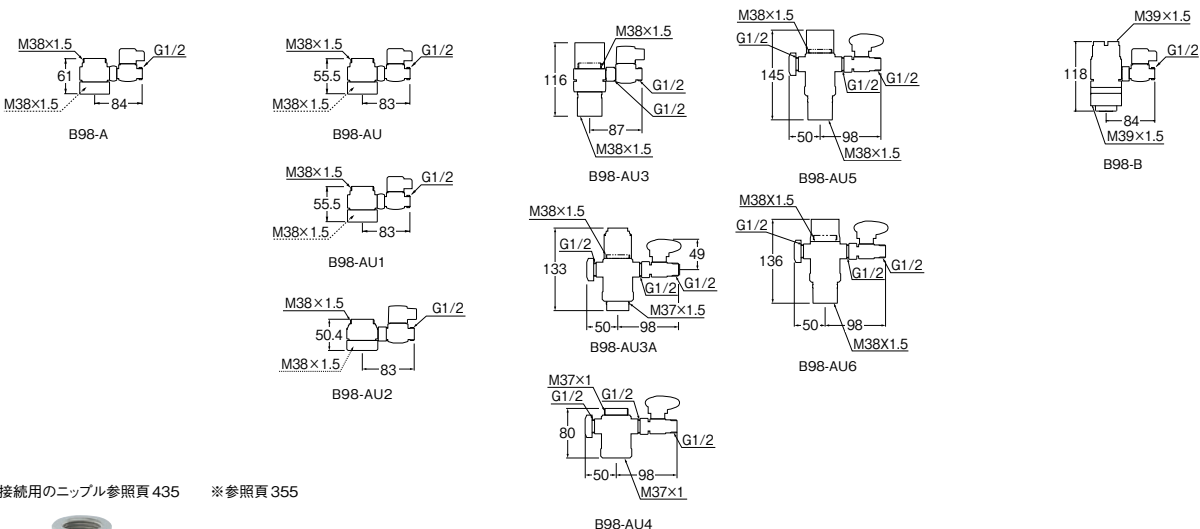 M38×1.5
G1/2
61
M38×1.5
84
B98-A
M38×1.5
G1/2
55.5
M38×1.5
83
B98-AU
M38×1.5
G1/2
55.5
M38×1.5
83
B98-AU1
M38×1.5
G1/2
50.4
M38×1.5
83
B98-AU2
M38×1.5
116
G1/2
G1/2
87
M38×1.5
B98-AU3
M38×1.5
G1/2
49
133
G1/2
G1/2
M37×1.5
50
98
B98-AU3A
M37×1
G1/2
G1/2
80
G1/2
50
98
M37×1
B98-AU4
M38×1.5
G1/2
145
G1/2
G1/2
50
98
M38×1.5
B98-AU5
M38X1.5
G1/2
136
G1/2
G1/2
50
98
M38X1.5
B98-AU6
M39×1.5
G1/2
118
84
M39×1.5
B98-B
接続用のニップル参照頁435 ※参照頁355